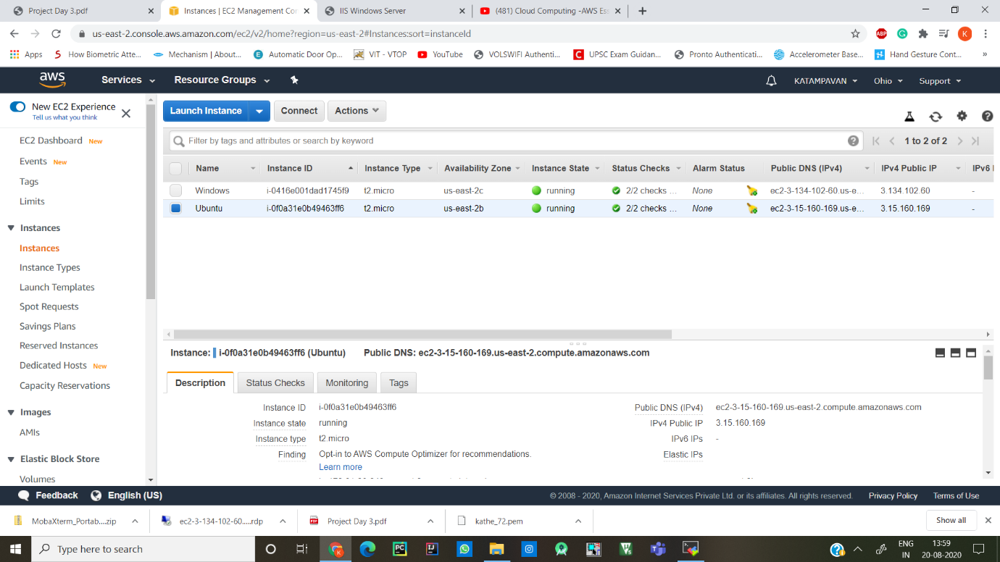 Project Day 3.pdf
Instances | EC2 Management Con
IIS Windows Server
(481) Cloud Computing -AWS Ess
us-east-2.console.aws.amazon.com/ec2/v2/home?region=us-east-2#Instances:sort=instanceId
ABP
K
Apps
How Biometric Atte...
Mechanism | About...
Automatic Door Op...
VIT - VTOP
YouTube
VOLSWIFI Authenti...
UPSC Exam Guidan...
Pronto Authenticati...
Accelerometer Base...
Hand Gesture Cont...
»
aws
Services
Resource Groups
KATAMPAVAN
Ohio
Support
New EC2 Experience
Tell us what you think
EC2 Dashboard New
Events New
Tags
Limits
Instances
Instances
Instance Types
Launch Templates
Spot Requests
Savings Plans
Reserved Instances
Dedicated Hosts New
Capacity Reservations
Images
AMIs
Elastic Block Store
Volumes
Launch Instance
Connect
Actions
Filter by tags and attributes or search by keyword
1 to 2 of 2
Name Instance ID Instance Type Availability Zone Instance State Status Checks Alarm Status Public DNS (IPv4) IPv4 Public IP IPv6 I
Windows i-0416e001dad1745f9 t2.micro us-east-2c running 2/2 checks ... None ec2-3-134-102-60.us-e... 3.134.102.60 -
Ubuntu i-0f0a31e0b49463ff6 t2.micro us-east-2b running 2/2 checks ... None ec2-3-15-160-169.us-e... 3.15.160.169 -
Instance: i-0f0a31e0b49463ff6 (Ubuntu) Public DNS: ec2-3-15-160-169.us-east-2.compute.amazonaws.com
Description
Status Checks
Monitoring
Tags
Instance ID i-0f0a31e0b49463ff6
Instance state running
Instance type t2.micro
Finding Opt-in to AWS Compute Optimizer for recommendations.
Learn more
Public DNS (IPv4) ec2-3-15-160-169.us-east-2.compute.amazonaws.com
IPv4 Public IP 3.15.160.169
IPv6 IPs -
Elastic IPs
Feedback
English (US)
© 2008 - 2020, Amazon Internet Services Private Ltd. or its affiliates. All rights reserved.
Privacy Policy
Terms of Use
MobaXterm_Portab....zip
ec2-3-134-102-60.....rdp
Project Day 3.pdf
kathe_72.pem
Show all
Type here to search
ENG
IN
13:59
20-08-2020